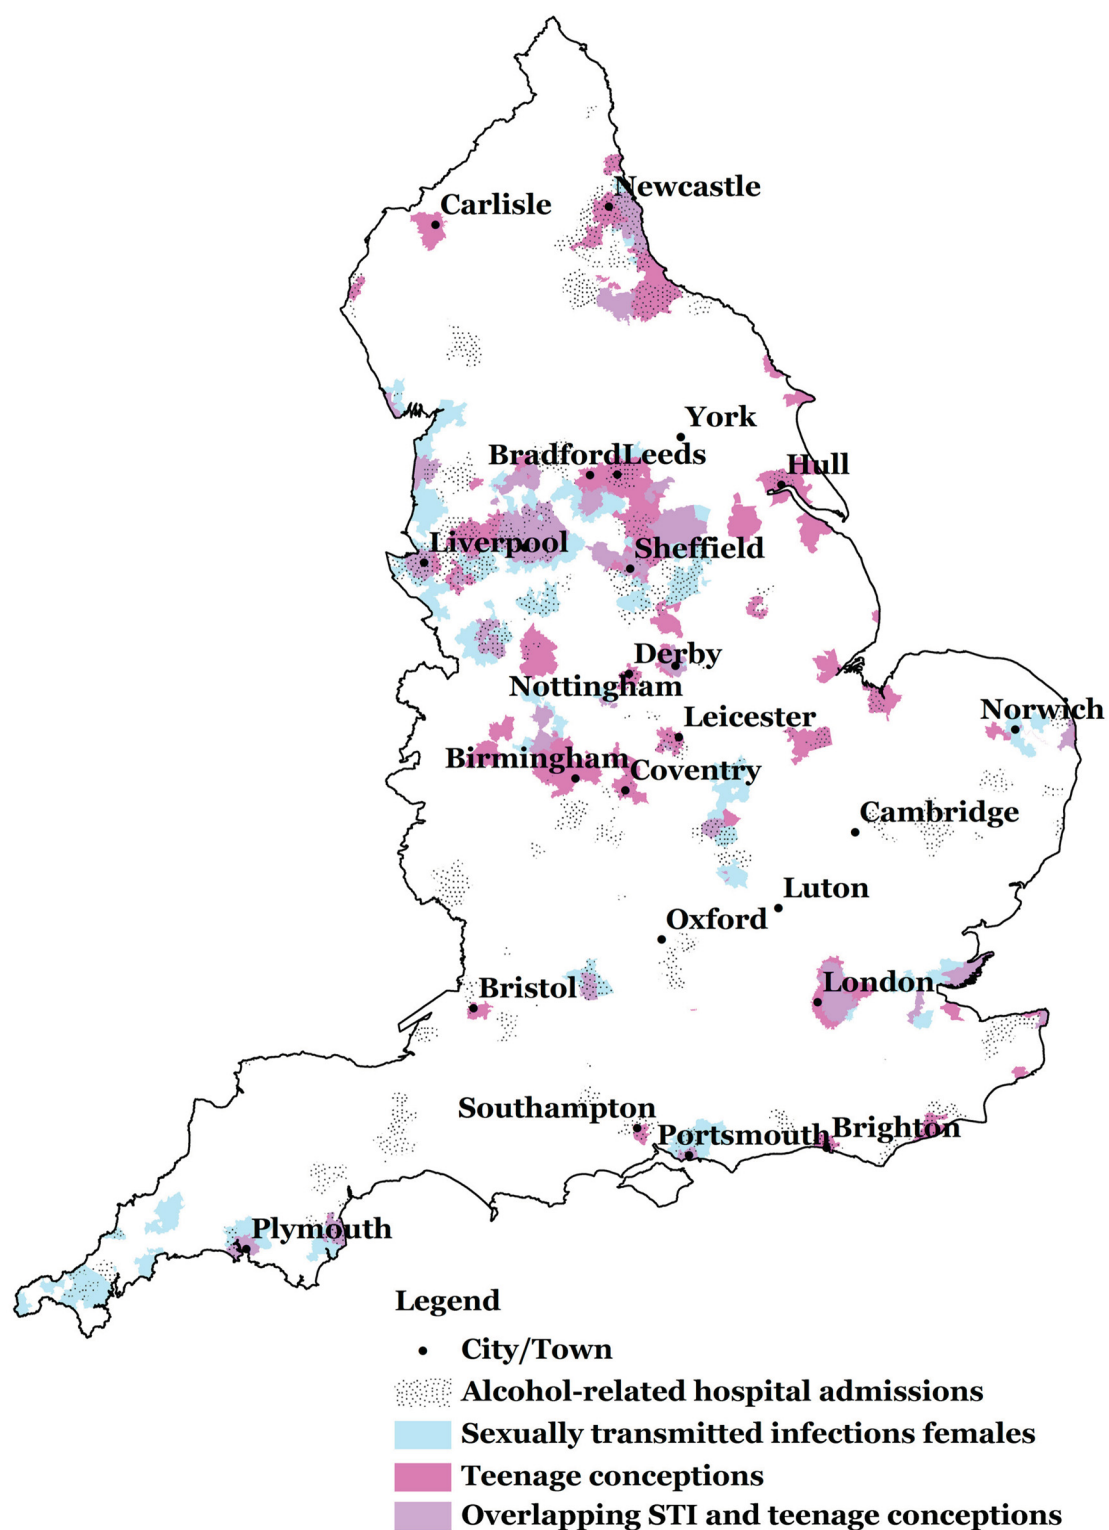 Newcastle
Carlisle
York
Bradford Leeds
Hull
Liverpool
Sheffield
Derby
Nottingham
Norwich
Leicester
Birmingham
Coventry
Cambridge
Luton
Oxford
Bristol
London
Southampton
Portsmouth
Brighton
Plymouth
Legend
City/Town
Alcohol-related hospital admissions
Sexually transmitted infections females
Teenage conceptions
Overlapping STI and teenage conceptions